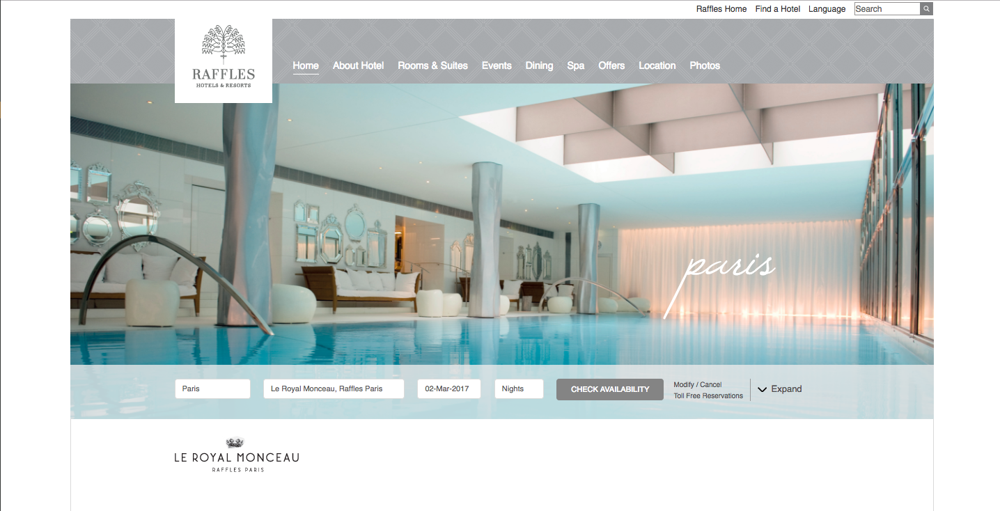 Raffles Home Find a Hotel Language Search
RAFFLES
HOTELS & RESORTS
Home About Hotel Rooms & Suites Events Dining Spa Offers Location Photos
paris
Paris Le Royal Monceau, Raffles Paris 02-Mar-2017 Nights CHECK AVAILABILITY
Modify / Cancel
Toll Free Reservations
Expand
LE ROYAL MONCEAU
RAFFLES PARIS